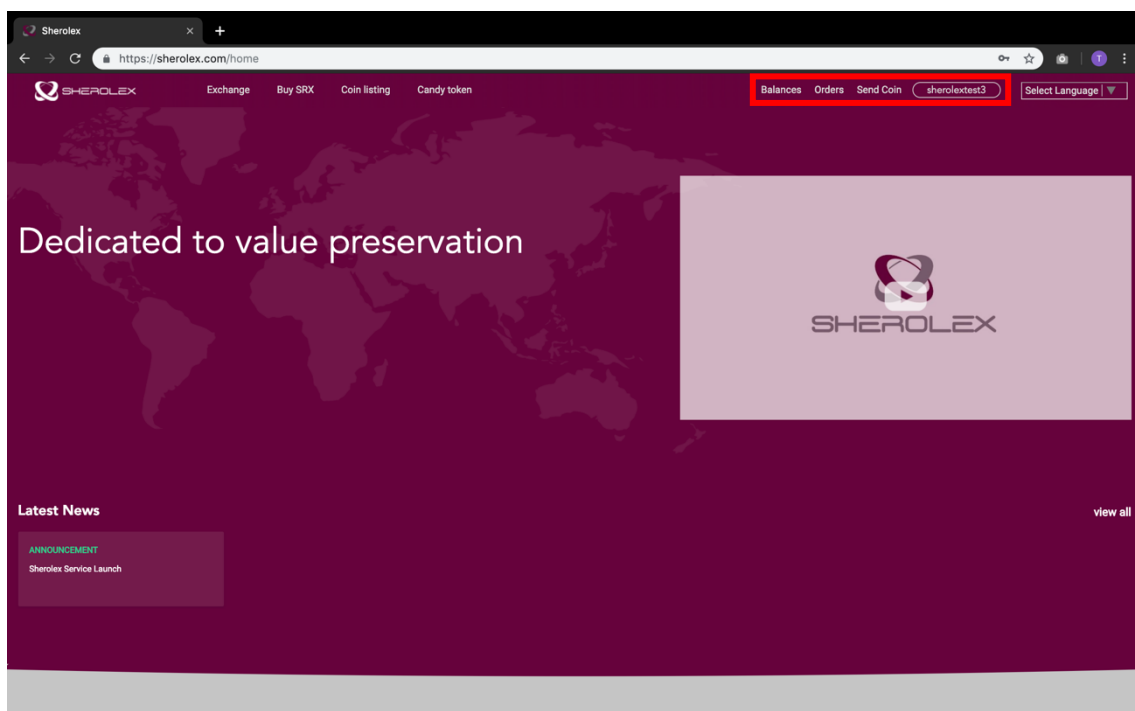 Sherolex
https://sherolex.com/home
T
SHEROLEX Exchange Buy SRX Coin listing Candy token Balances Orders Send Coin sherolextest3 Select Language ▼
Dedicated to value preservation
SHEROLEX
Latest News view all
ANNOUNCEMENT
Sherolex Service Launch